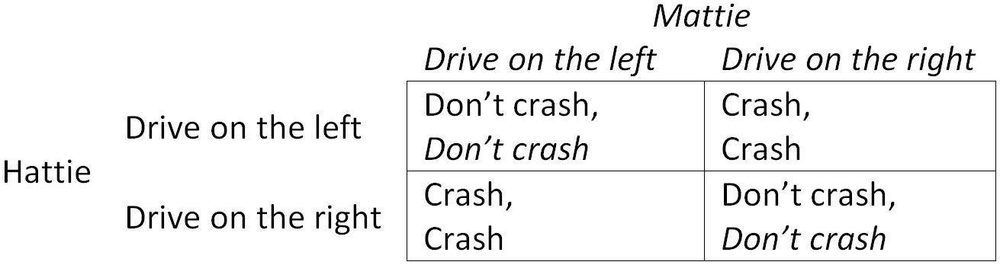 Mattie
Drive on the left Drive on the right
Don’t crash, Crash,
Drive on the left
Don’t crash Crash
Hattie
Crash, Don’t crash,
Drive on the right
Crash Don’t crash